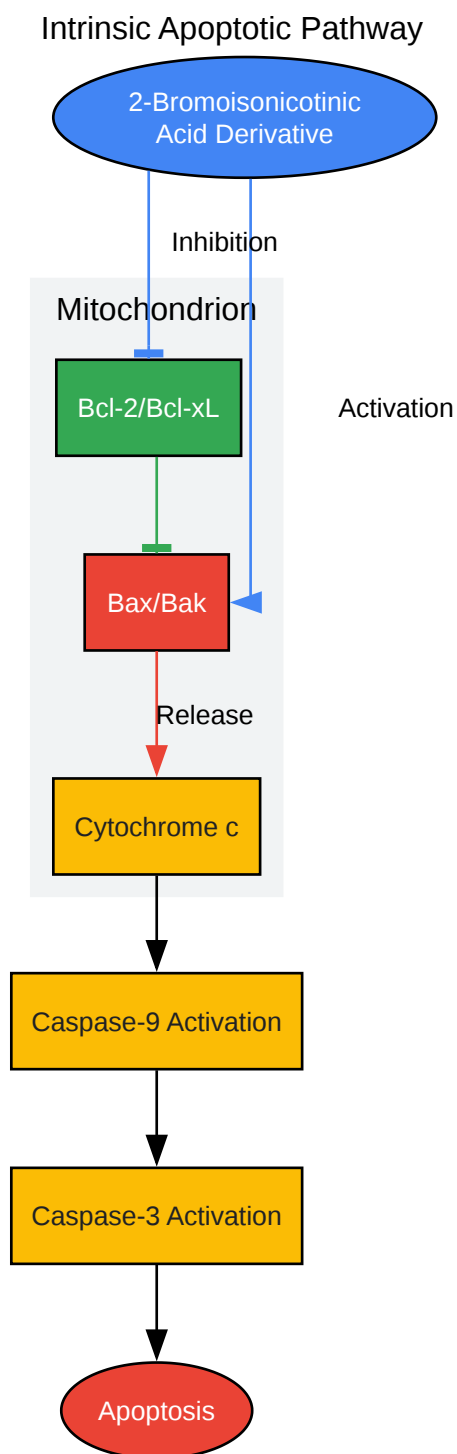 Intrinsic Apoptotic Pathway
2-Bromoisonicotinic
Acid Derivative
Inhibition
Mitochondrion
Bcl-2/Bcl-xL
Activation
Bax/Bak
Release
Cytochrome c
Caspase-9 Activation
Caspase-3 Activation
Apoptosis